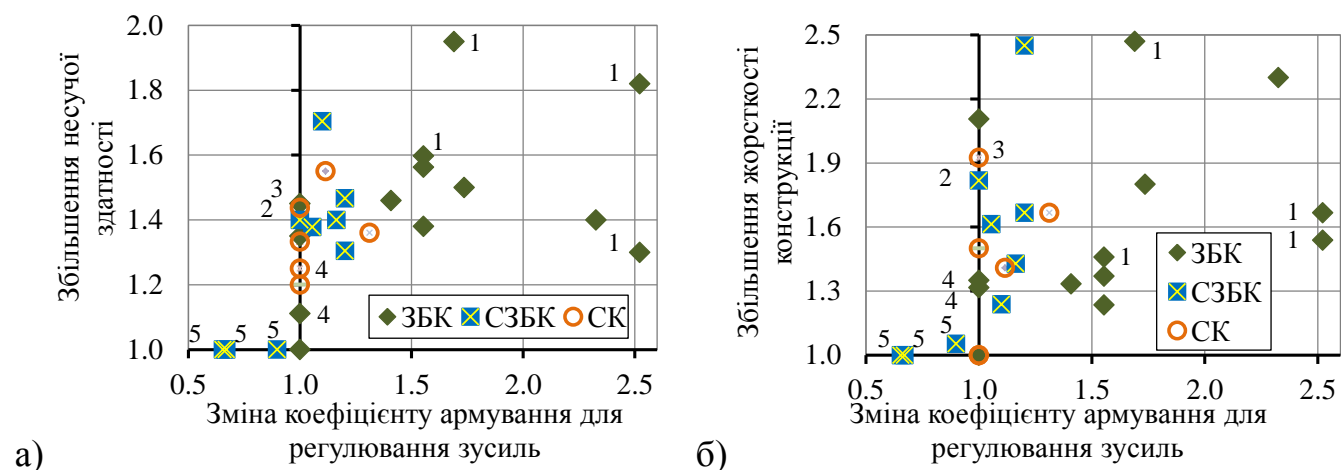 Збільшення несучої
здатності
2.0
1.8
1.6
1.4
1.2
1.0
1
1
1
3
2
4
1
4
5
5
5
ЗБК
СЗБК
СК
0.5
1.0
1.5
2.0
2.5
Зміна коефіцієнту армування для
регулювання зусиль
а)
Збільшення жорсткості
конструкції
2.5
2.2
1.9
1.6
1.3
1.0
1
3
2
1
1
1
4
4
5
5
5
ЗБК
СЗБК
СК
0.5
1.0
1.5
2.0
2.5
Зміна коефіцієнту армування для
регулювання зусиль
б)